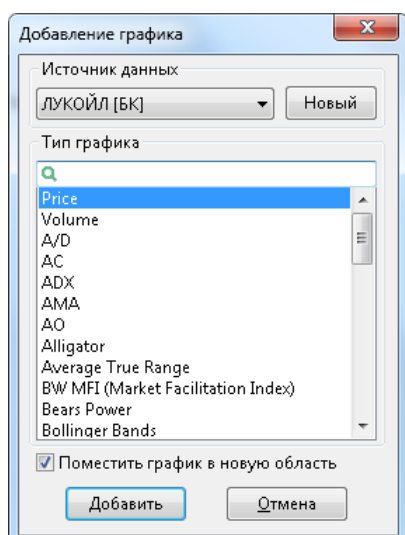 Добавление графика
Источник данных
ЛУКОЙЛ [БК]
Новый
Тип графика
Price
Volume
A/D
AC
ADX
AMA
AO
Alligator
Average True Range
BW MFI (Market Facilitation Index)
Bears Power
Bollinger Bands
Поместить график в новую область
Добавить
Отмена